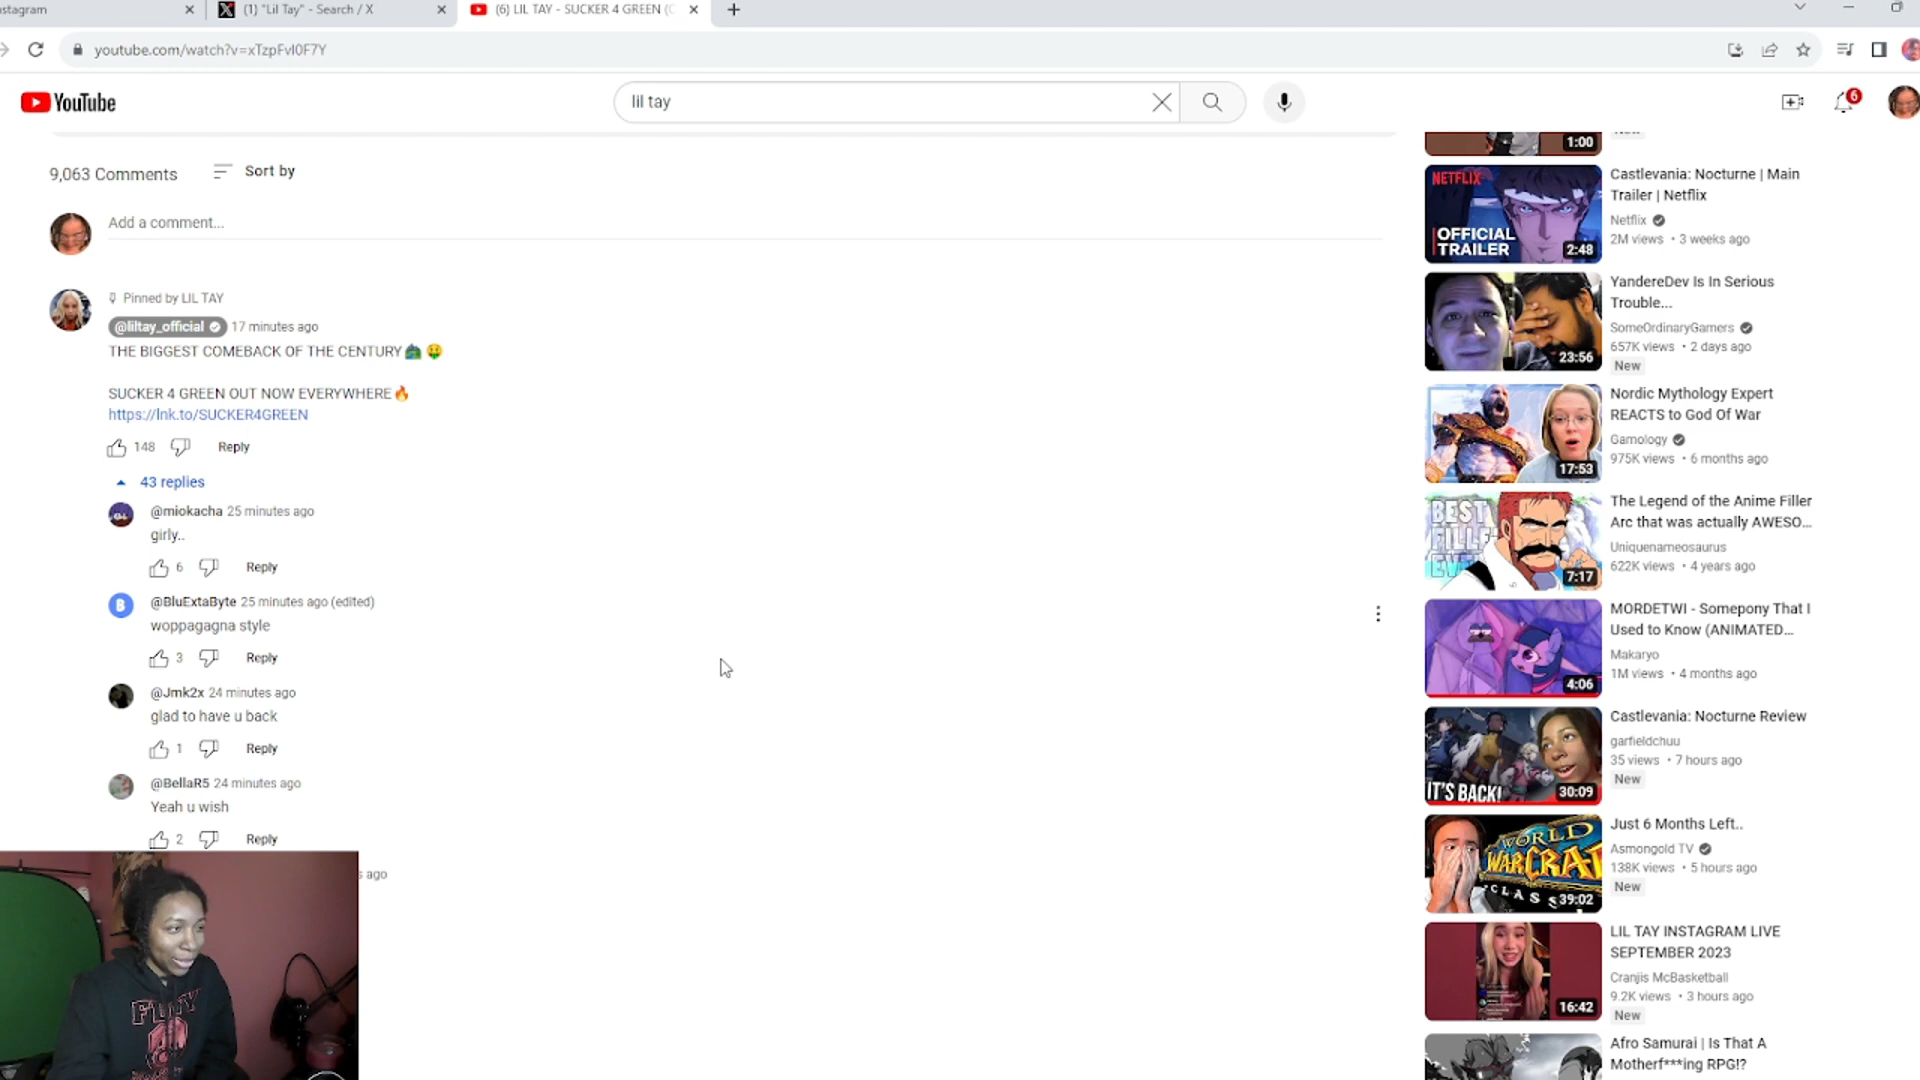 nstagram
(1) "Lil Tay" - Search / X
(6) LIL TAY - SUCKER 4 GREEN (
youtube.com/watch?v=xTzpFvI0F7Y
YouTube
lil tay
6
9,063 Comments
Sort by
Add a comment...
Pinned by LIL TAY
@liltay_official 17 minutes ago
THE BIGGEST COMEBACK OF THE CENTURY
SUCKER 4 GREEN OUT NOW EVERYWHERE🔥
https://lnk.to/SUCKER4GREEN
148 Reply
43 replies
@miokacha 25 minutes ago
girly..
6 Reply
B
@BluExtaByte 25 minutes ago (edited)
woppagagna style
3 Reply
@Jmk2x 24 minutes ago
glad to have u back
1 Reply
@BellaR5 24 minutes ago
Yeah u wish
2 Reply
s ago
1:00
NETFLIX
OFFICIAL
TRAILER
2:48
Castlevania: Nocturne | Main
Trailer | Netflix
Netflix
2M views • 3 weeks ago
23:56
YandereDev Is In Serious
Trouble...
SomeOrdinaryGamers
657K views • 2 days ago
New
17:53
Nordic Mythology Expert
REACTS to God Of War
Gamology
975K views • 6 months ago
BEST
FILLE
EVE
7:17
The Legend of the Anime Filler
Arc that was actually AWESO...
Uniquenameosaurus
622K views • 4 years ago
4:06
MORDETWI - Somepony That I
Used to Know (ANIMATED...
Makaryo
1M views • 4 months ago
IT'S BACK!
30:09
Castlevania: Nocturne Review
garfieldchuu
35 views • 7 hours ago
New
WORLD
WARCRA
CLASS
39:02
Just 6 Months Left..
Asmongold TV
138K views • 5 hours ago
New
16:42
LIL TAY INSTAGRAM LIVE
SEPTEMBER 2023
Cranjis McBasketball
9.2K views • 3 hours ago
New
Afro Samurai | Is That A
Motherf***ing RPG!?